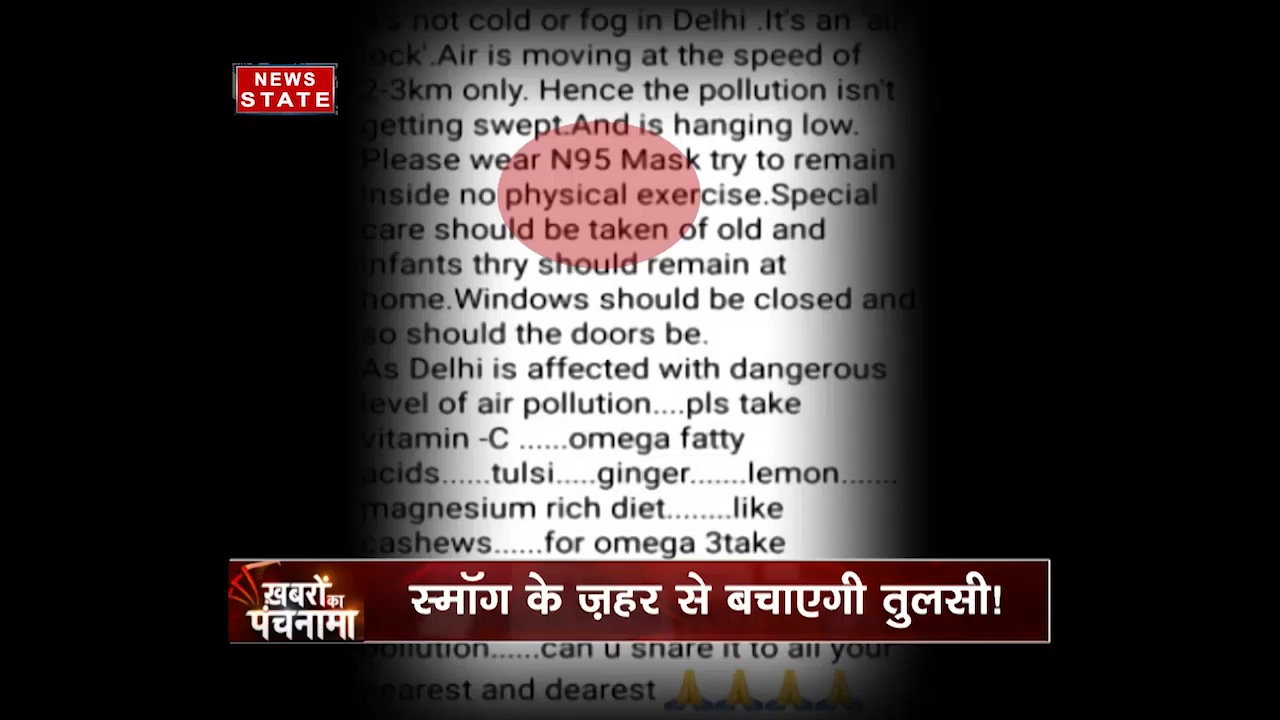 not cold or fog in Delhi .It's an 'air
ock'.Air is moving at the speed of
2-3km only. Hence the pollution isn't
getting swept.And is hanging low.
Please wear N95 Mask try to remain
inside no physical exercise.Special
care should be taken of old and
infants thry should remain at
home.Windows should be closed and
so should the doors be.
As Delhi is affected with dangerous
level of air pollution....pls take
vitamin -C ......omega fatty
acids......tulsi.....ginger.......lemon.......
magnesium rich diet........like
cashews......for omega 3take
pollution......can u share it to all your
nearest and dearest 🙏🙏🙏🙏
NEWS
STATE
ख़बरों का
पंचनामा
स्मॉग के ज़हर से बचाएगी तुलसी!